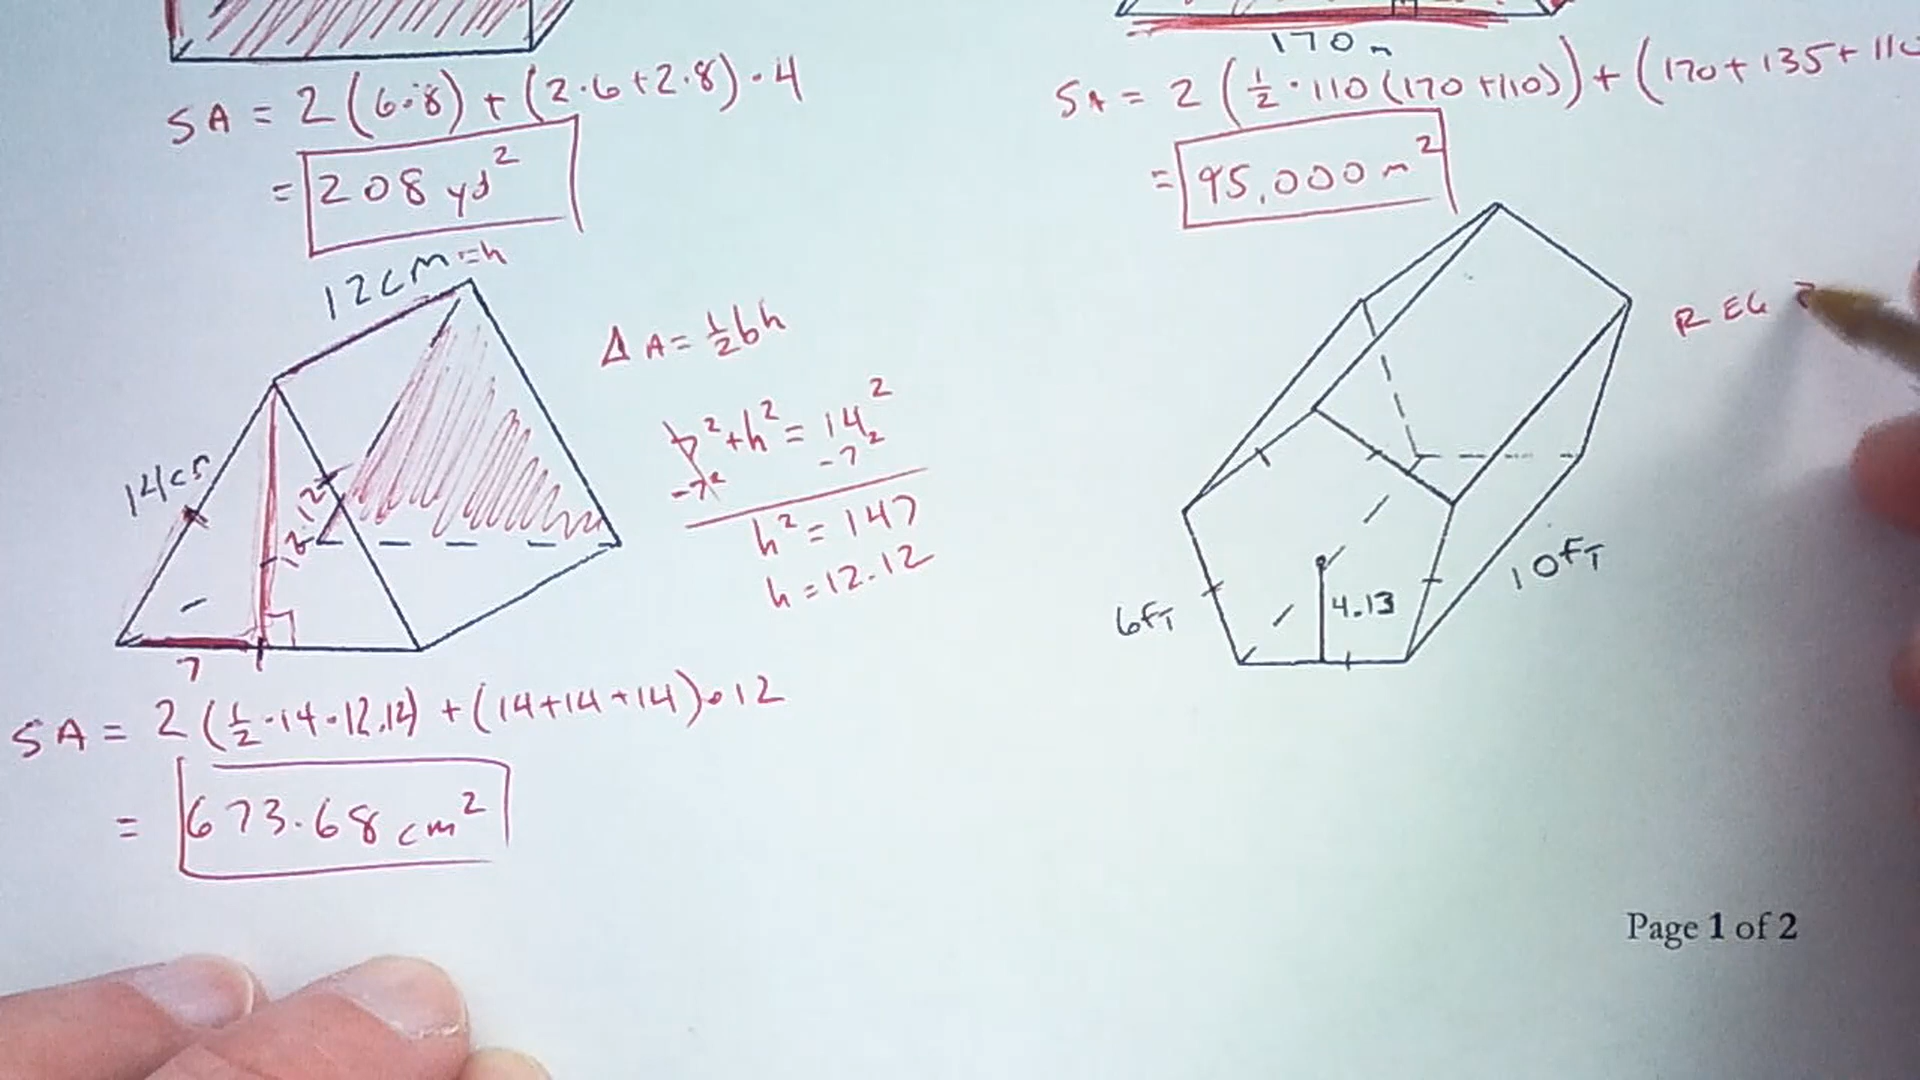 SA = 2(6·8) + (2·6+2·8)·4
= 208 yd²
12cm=h
14cm
12.12
7
Δ A = ½bh
b²+h² = 14²
-7² -7²
h² = 147
h = 12.12
SA = 2(½·14·12.12) + (14+14+14)·12
= 673.68 cm²
170 m
SA = 2(½·110(170+110)) + (170+135+110
= 95,000 m²
REG
6FT
4.13
10FT
Page 1 of 2